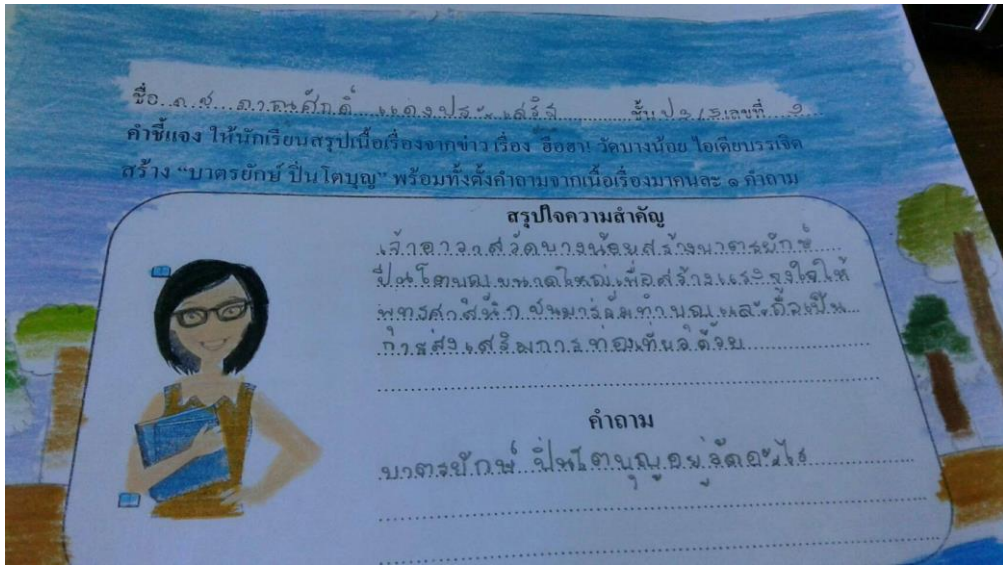 ชื่อ ด.ช. ภาณุศักดิ์ แดงประเสริฐ ชั้น เลขที่
คำชี้แจง ให้นักเรียนสรุปเนื้อเรื่องจากข่าว เรื่อง ฮือฮา! วัดบางน้อย ไอเดียบรรเจิด
สร้าง “บาตรยักษ์ ปิ่นโตบุญ” พร้อมทั้งตั้งคำถามจากเนื้อเรื่องมาคนละ ๑ คำถาม
สรุปใจความสำคัญ
เจ้าอาวาสวัดบางน้อยสร้างบาตรยักษ์
ปิ่นโตบุญขนาดใหญ่เพื่อสร้างแรงจูงใจให้
พุทธศาสนิกชนมาร่วมทำบุญและถือเป็น
การส่งเสริมการท่องเที่ยวด้วย
คำถาม
บาตรยักษ์ ปิ่นโตบุญอยู่วัดอะไร